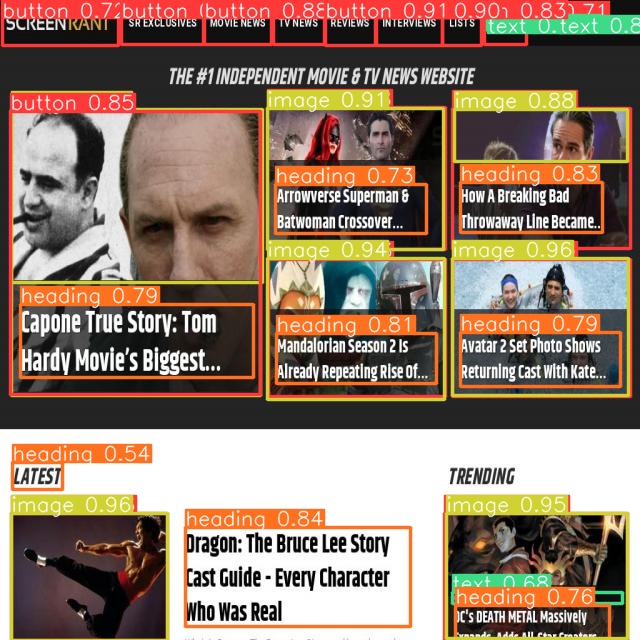 button 0.72 button ( button 0.88 button 0.91 0.90) 0.83) 0.71
text 0. text 0.8
SCREENRANT SR EXCLUSIVES MOVIE NEWS TV NEWS REVIEWS INTERVIEWS LISTS
THE #1 INDEPENDENT MOVIE & TV NEWS WEBSITE
button 0.85
heading 0.79
Capone True Story: Tom
Hardy Movie's Biggest...
image 0.91
heading 0.73
Arrowverse Superman &
Batwoman Crossover...
image 0.88
heading 0.83
How A Breaking Bad
Throwaway Line Became..
image 0.94
heading 0.81
Mandalorian Season 2 Is
Already Repeating Rise Of...
image 0.96
heading 0.79
Avatar 2 Set Photo Shows
Returning Cast With Kate...
heading 0.54
LATEST
image 0.96
heading 0.84
Dragon: The Bruce Lee Story
Cast Guide - Every Character
Who Was Real
TRENDING
image 0.95
text 0.68
heading 0.76
DC's DEATH METAL Massively
Expands, Adds All-Star Creators